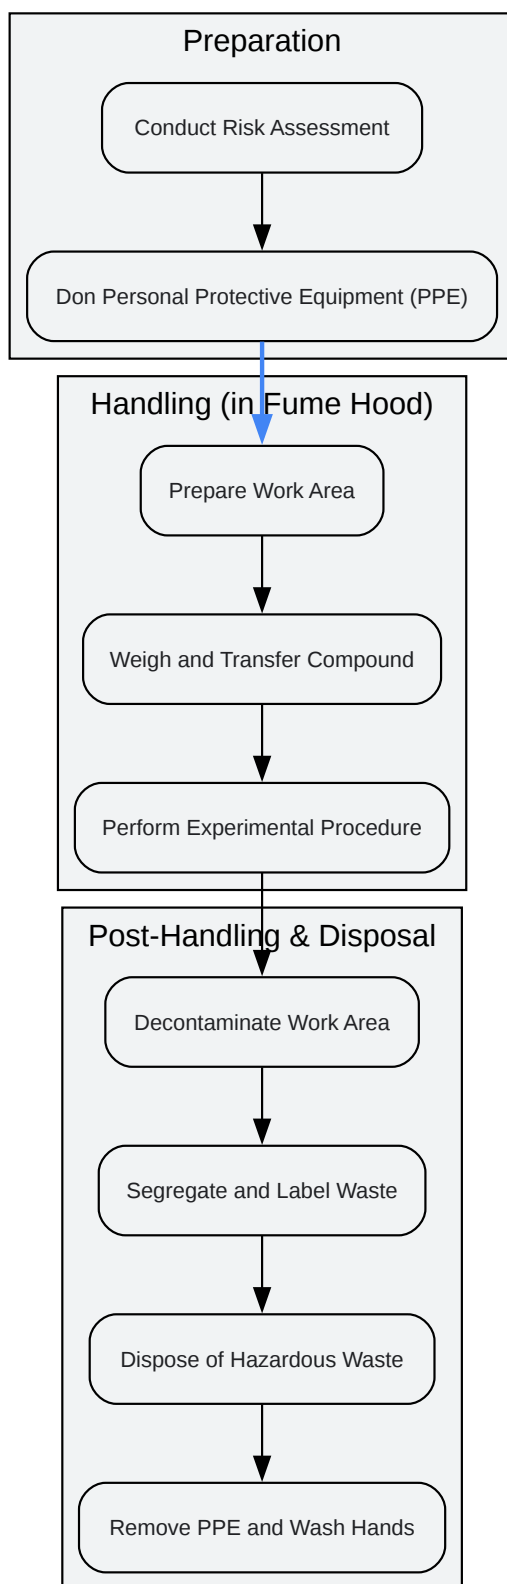 Preparation
Conduct Risk Assessment
Don Personal Protective Equipment (PPE)
Handling (in Fume Hood)
Prepare Work Area
Weigh and Transfer Compound
Perform Experimental Procedure
Post-Handling & Disposal
Decontaminate Work Area
Segregate and Label Waste
Dispose of Hazardous Waste
Remove PPE and Wash Hands